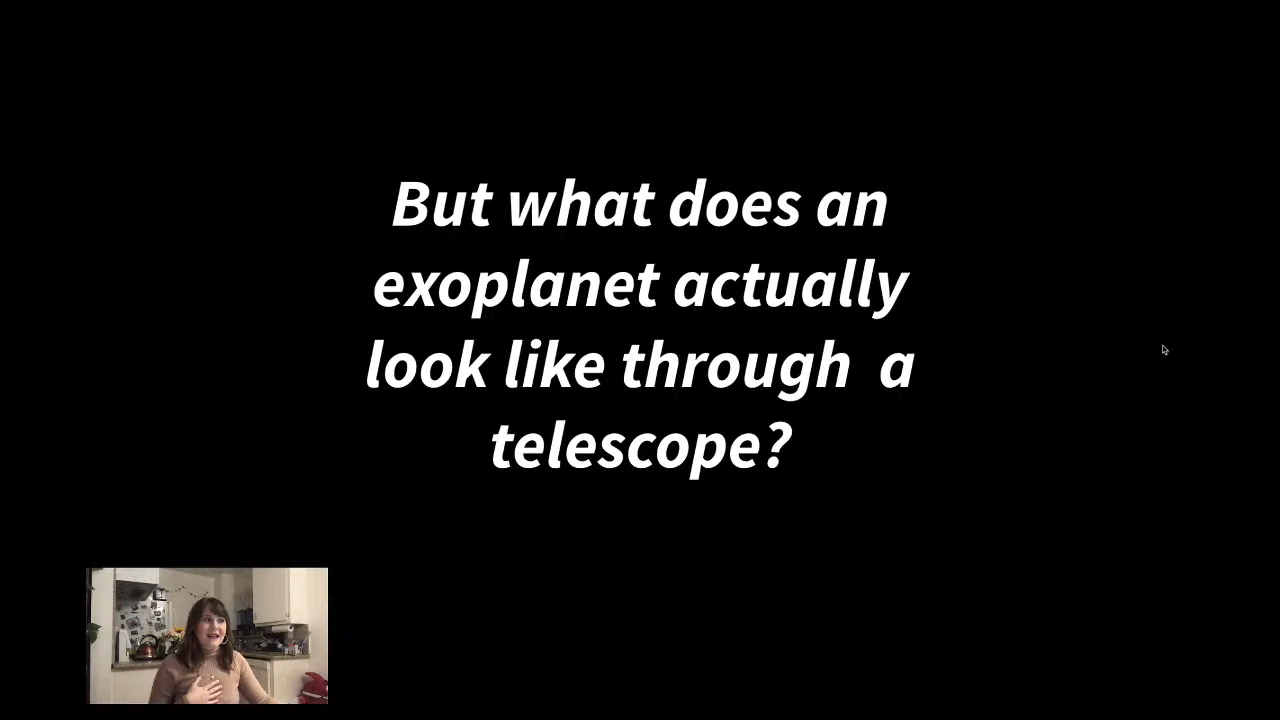 But what does an
exoplanet actually
look like through  a
telescope?